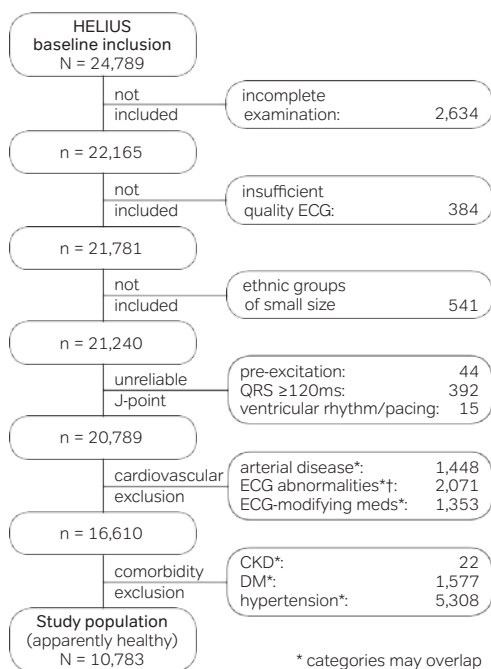 HELIUS
baseline inclusion
N = 24,789
not
included
incomplete
examination: 2,634
n = 22,165
not
included
insufficient
quality ECG: 384
n = 21,781
not
included
ethnic groups
of small size 541
n = 21,240
unreliable
J-point
pre-excitation: 44
QRS ≥120ms: 392
ventricular rhythm/pacing: 15
n = 20,789
cardiovascular
exclusion
arterial disease*: 1,448
ECG abnormalities*†: 2,071
ECG-modifying meds*: 1,353
n = 16,610
comorbidity
exclusion
CKD*: 22
DM*: 1,577
hypertension*: 5,308
Study population
(apparently healthy)
N = 10,783
* categories may overlap